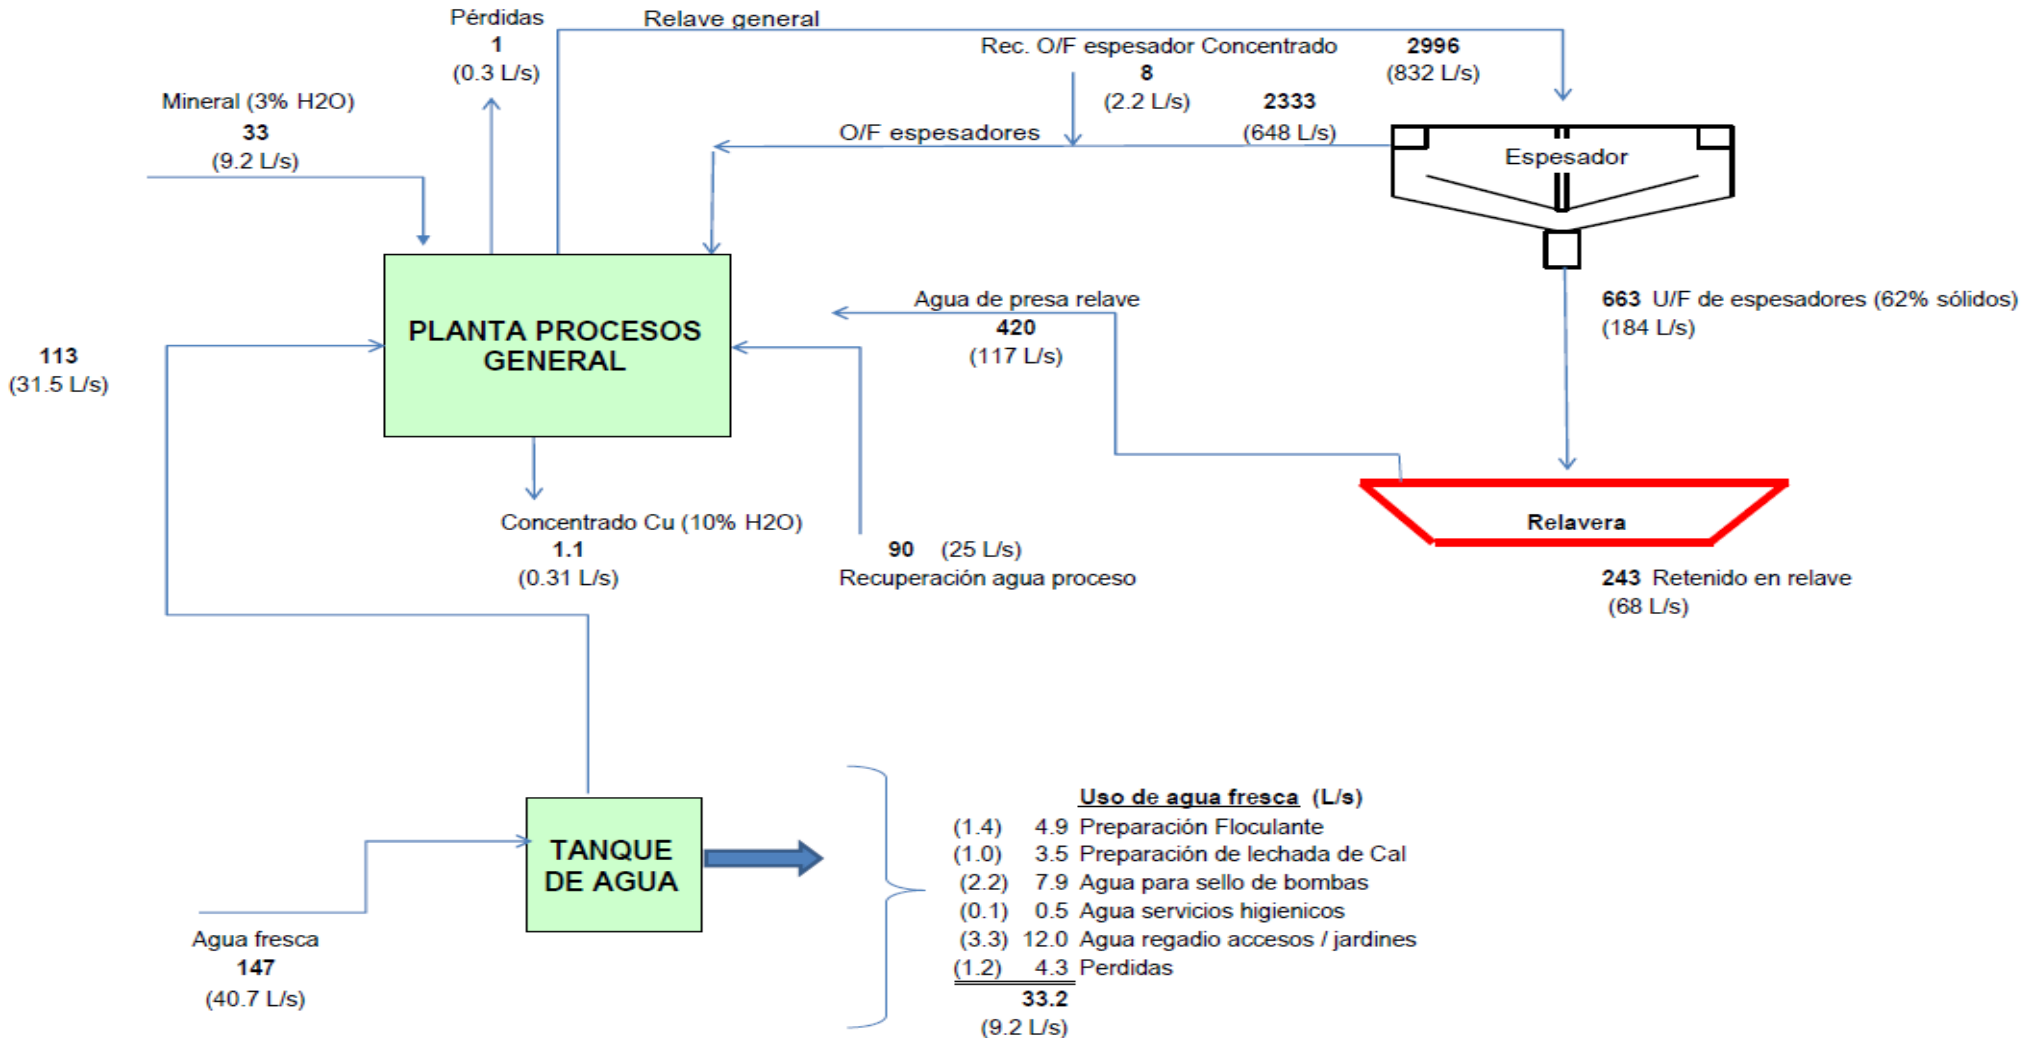 Pérdidas
1
(0.3 L/s)
Relave general
Rec. O/F espesador Concentrado
8
(2.2 L/s)
2996
(832 L/s)
Mineral (3% H2O)
33
(9.2 L/s)
O/F espesadores
2333
(648 L/s)
Espesador
PLANTA PROCESOS
GENERAL
Agua de presa relave
420
(117 L/s)
663 U/F de espesadores (62% sólidos)
(184 L/s)
113
(31.5 L/s)
Concentrado Cu (10% H2O)
1.1
(0.31 L/s)
90 (25 L/s)
Recuperación agua proceso
Relavera
243 Retenido en relave
(68 L/s)
TANQUE
DE AGUA
Agua fresca
147
(40.7 L/s)
Uso de agua fresca (L/s)
(1.4) 4.9 Preparación Floculante
(1.0) 3.5 Preparación de lechada de Cal
(2.2) 7.9 Agua para sello de bombas
(0.1) 0.5 Agua servicios higienicos
(3.3) 12.0 Agua regadio accesos / jardines
(1.2) 4.3 Perdidas
33.2
(9.2 L/s)